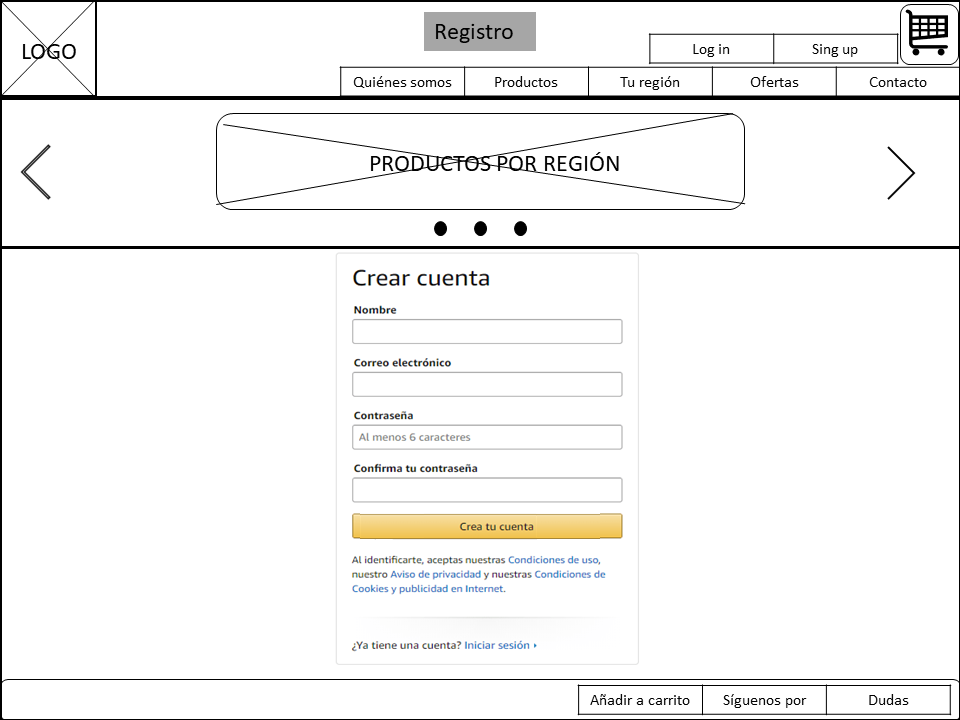 LOGO
Registro
Log in
Sing up
Quiénes somos
Productos
Tu región
Ofertas
Contacto
PRODUCTOS POR REGIÓN
Crear cuenta
Nombre
Correo electrónico
Contraseña
Al menos 6 caracteres
Confirma tu contraseña
Crea tu cuenta
Al identificarte, aceptas nuestras Condiciones de uso,
nuestro Aviso de privacidad y nuestras Condiciones de
Cookies y publicidad en Internet.
¿Ya tiene una cuenta? Iniciar sesión
Añadir a carrito
Síguenos por
Dudas